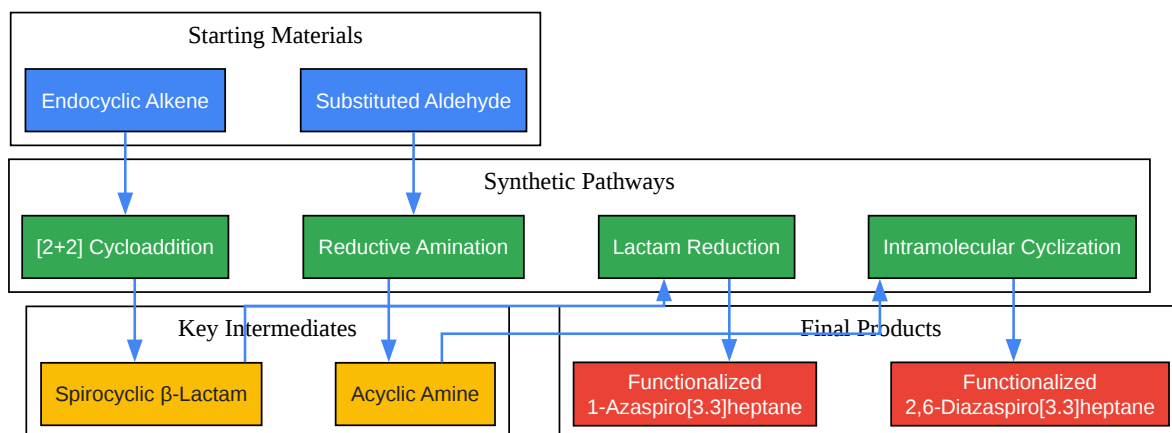 Starting Materials
Endocyclic Alkene
Substituted Aldehyde
Synthetic Pathways
[2+2] Cycloaddition
Reductive Amination
Lactam Reduction
Intramolecular Cyclization
Key Intermediates
Final Products
Spirocyclic β-Lactam
Acyclic Amine
Functionalized
1-Azaspiro[3.3]heptane
Functionalized
2,6-Diazaspiro[3.3]heptane